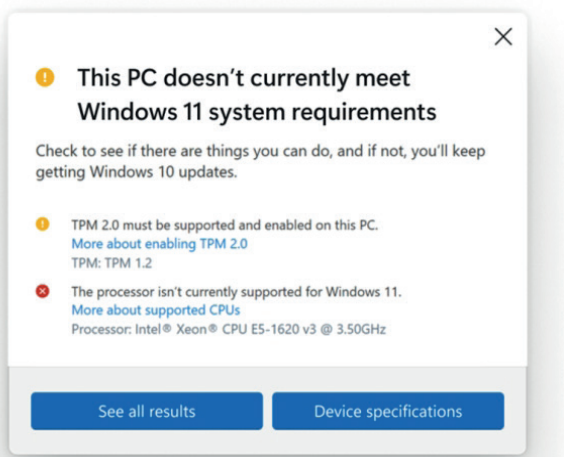 This PC doesn't currently meet
Windows 11 system requirements
Check to see if there are things you can do, and if not, you'll keep
getting Windows 10 updates.
TPM 2.0 must be supported and enabled on this PC.
More about enabling TPM 2.0
TPM: TPM 1.2
The processor isn't currently supported for Windows 11.
More about supported CPUs
Processor: Intel® Xeon® CPU E5-1620 v3 @ 3.50GHz
See all results
Device specifications